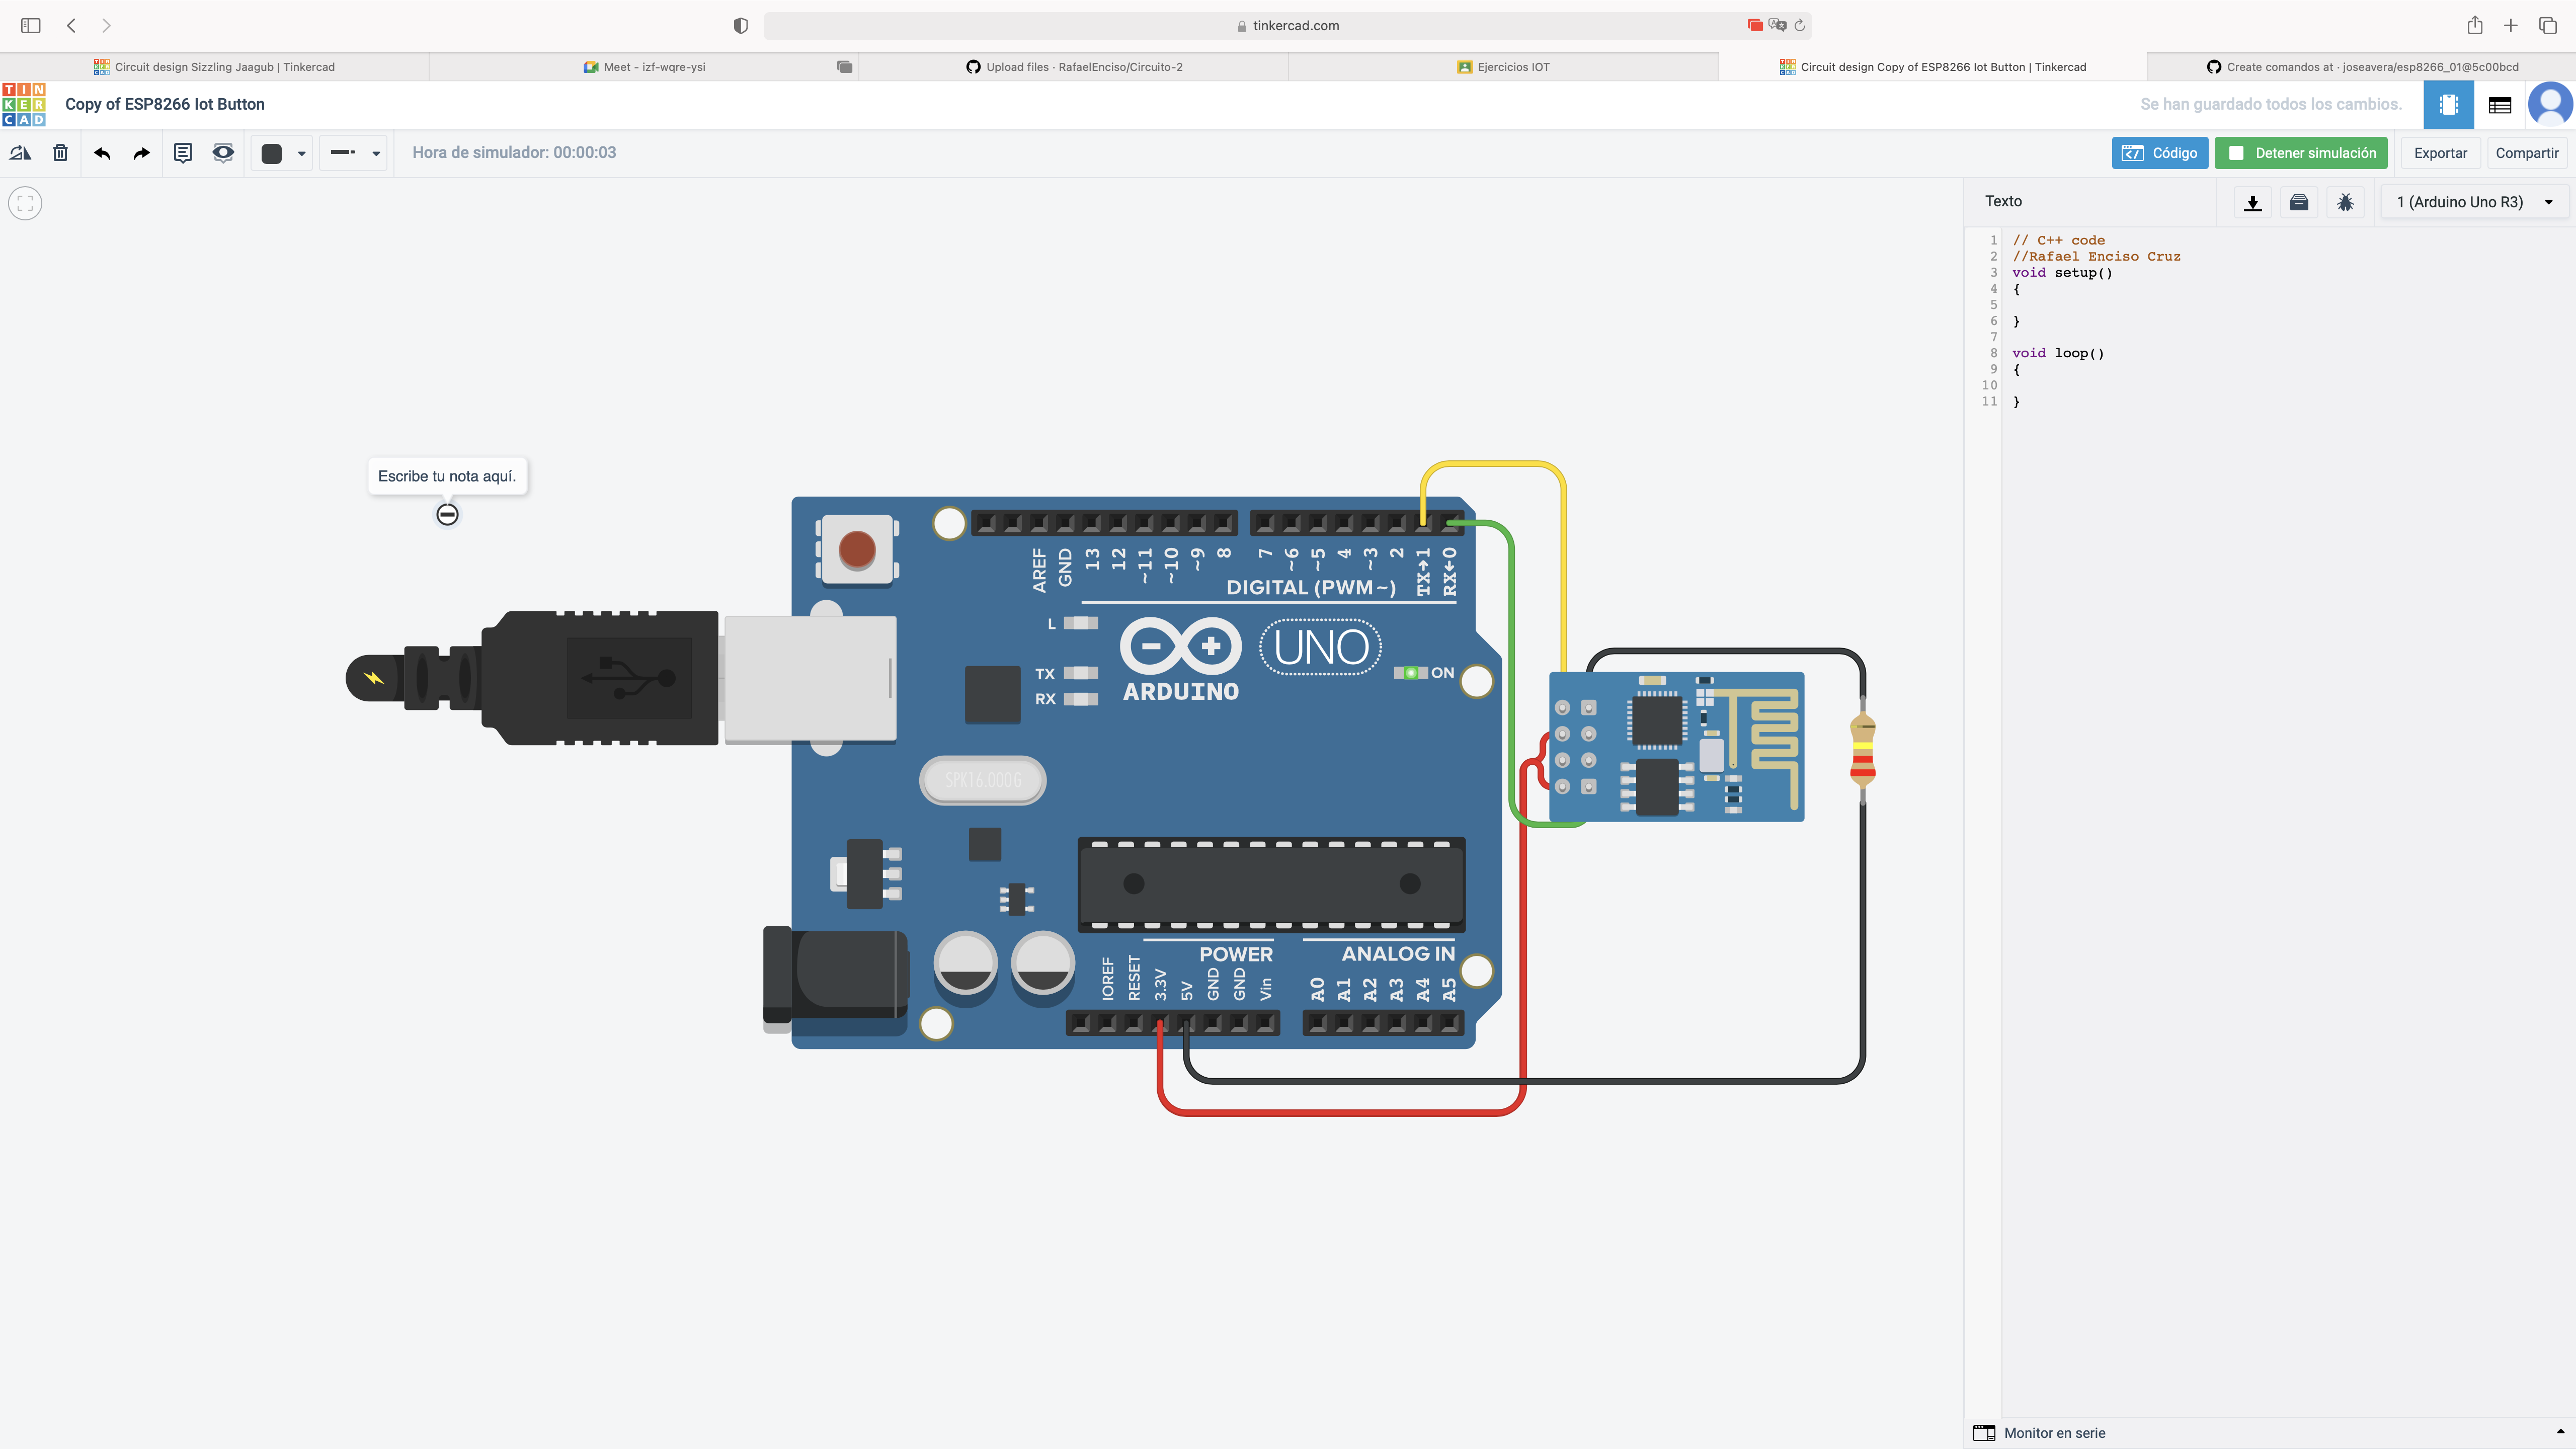 tinkercad.com
Circuit design Sizzling Jaagub | Tinkercad
Meet - izf-wqre-ysi
Upload files · RafaelEnciso/Circuito-2
Ejercicios IOT
Circuit design Copy of ESP8266 Iot Button | Tinkercad
Create comandos at · joseavera/esp8266_01@5c00bcd
TIN
KER
CAD
Copy of ESP8266 Iot Button
Se han guardado todos los cambios.
Hora de simulador: 00:00:03
Código
Detener simulación
Exportar
Compartir
Texto
1 (Arduino Uno R3)
1 // C++ code
2 //Rafael Enciso Cruz
3 void setup()
4 {
5
6 }
7
8 void loop()
9 {
10
11 }
Escribe tu nota aquí.
AREF
GND
13
12
~11
~10
~9
8
7
~6
~5
4
~3
2
TX→1
RX←0
DIGITAL (PWM~)
L
TX
RX
UNO
ON
ARDUINO
SPK16.000G
POWER
ANALOG IN
IOREF
RESET
3.3V
5V
GND
GND
Vin
A0
A1
A2
A3
A4
A5
Monitor en serie